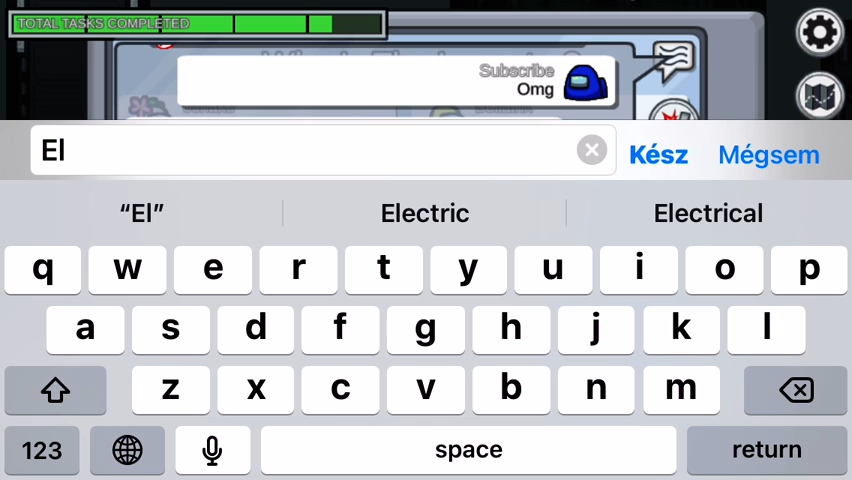 TOTAL TASKS COMPLETED
Subscribe
Omg
El
Kész
Mégsem
“El”
Electric
Electrical
q w e r t y u i o p
a s d f g h j k l
z x c v b n m
123
space
return